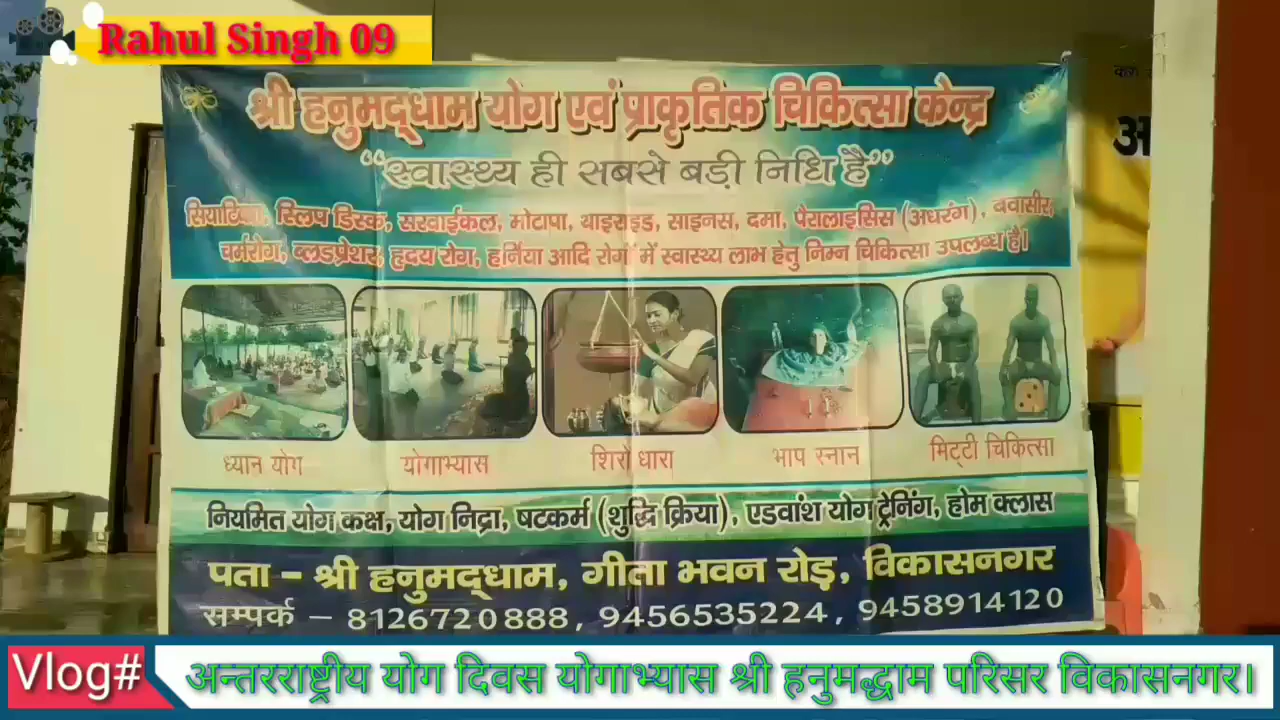 Rahul Singh 09
श्री हनुमद्धाम योग एवं प्राकृतिक चिकित्सा केन्द्र
“स्वास्थ्य ही सबसे बड़ी निधि है”
सियाटिका, स्लिप डिस्क, सरवाईकल, मोटापा, थाइराइड, साइनस, दमा, पैरालाइसिस (अधरंग), बवासीर,
चर्मरोग, ब्लडप्रेशर, हृदय रोग, हर्निया आदि रोगों में स्वास्थ्य लाभ हेतु निम्न चिकित्सा उपलब्ध है।
ध्यान योग योगाभ्यास शिरोधारा भाप स्नान मिट्टी चिकित्सा
नियमित योग कक्ष, योग निद्रा, षटकर्म (शुद्धि क्रिया), एडवांश योग ट्रेनिंग, होम क्लास
पता – श्री हनुमद्धाम, गीता भवन रोड़, विकासनगर
सम्पर्क – 8126720888, 9456535224, 9458914120
Vlog# अन्तरराष्ट्रीय योग दिवस योगाभ्यास श्री हनुमद्धाम परिसर विकासनगर।